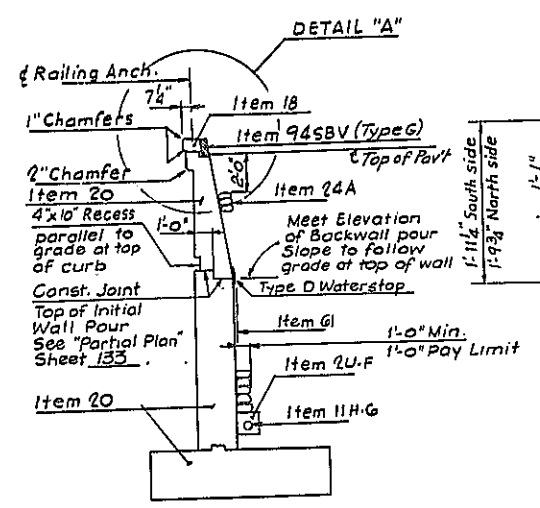 DETAIL "A"
℄ Railing Anch.
7¼"
1" Chamfers
Item 18
Item 94SBV (Type G)
℄ Top of Pav't
2'-0"
2" Chamfer
Item 20
Item 24A
4"x10" Recess
parallel to
grade at top
of curb
1'-0"
Meet Elevation
of Backwall pour
Slope to follow
grade at top of wall
Const. Joint
Type D Waterstop
Top of Initial
Wall Pour
See "Partial Plan"
Sheet 133
Item 61
1'-0" Min.
1'-0" Pay Limit
Item 2U-F
Item 11H-G
Item 20
1'-11¼" South side
1'-9¾" North side
1'-1"